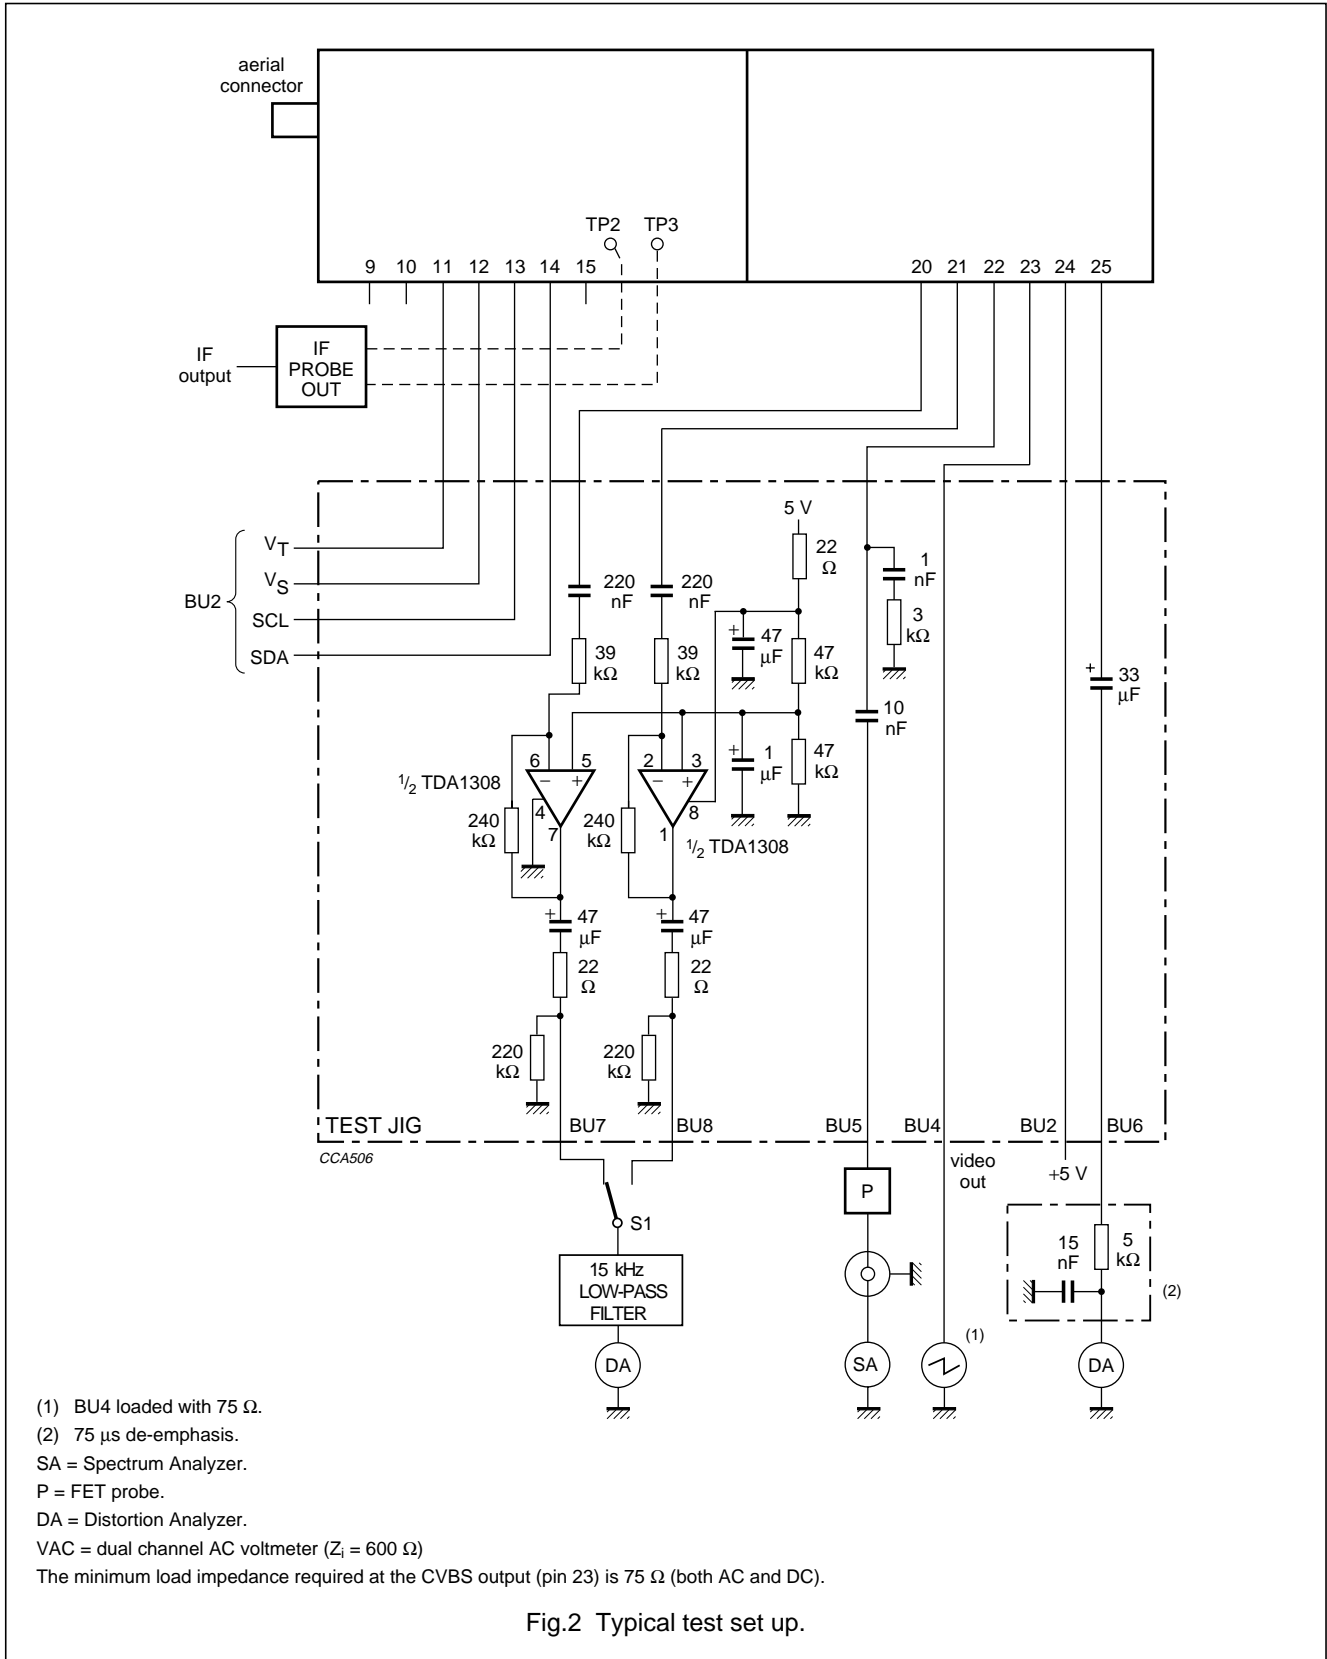 aerial
connector
TP2 TP3
9 10 11 12 13 14 15 20 21 22 23 24 25
IF
output
IF
PROBE
OUT
5 V
22
Ω
BU2
VT
VS
SCL
SDA
220
nF
220
nF
1
nF
3
kΩ
39
kΩ
39
kΩ
+
47
μF
47
kΩ
+
33
μF
10
nF
6 5
− +
4
7
1/2 TDA1308
2 3
− +
8
1
1/2 TDA1308
+
1
μF
47
kΩ
240
kΩ
240
kΩ
+
47
μF
+
47
μF
22
Ω
22
Ω
220
kΩ
220
kΩ
TEST JIG BU7 BU8 BU5 BU4 BU2 BU6
CCA506
video
out
+5 V
P
S1
15
nF
5
kΩ
(2)
15 kHz
LOW-PASS
FILTER
(1)
DA SA DA
(1) BU4 loaded with 75 Ω.
(2) 75 μs de-emphasis.
SA = Spectrum Analyzer.
P = FET probe.
DA = Distortion Analyzer.
VAC = dual channel AC voltmeter (Zi = 600 Ω)
The minimum load impedance required at the CVBS output (pin 23) is 75 Ω (both AC and DC).
Fig.2 Typical test set up.